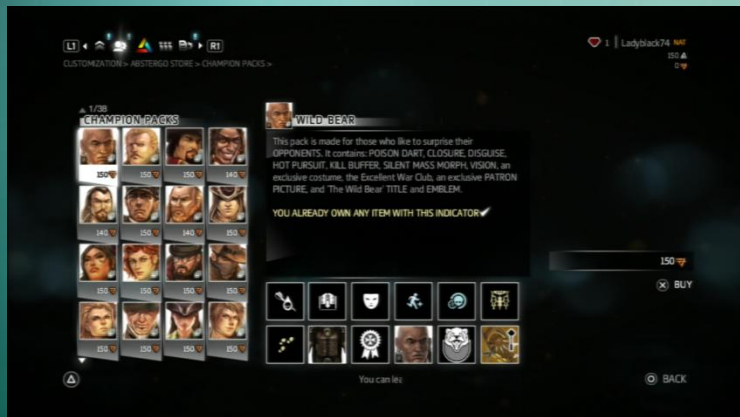 L1 R1
1 | Ladyblack74 NAT
150
0
CUSTOMIZATION > ABSTERGO STORE > CHAMPION PACKS >
1/38
CHAMPION PACKS
WILD BEAR
This pack is made for those who like to surprise their
OPPONENTS. It contains: POISON DART, CLOSURE, DISGUISE,
HOT PURSUIT, KILL BUFFER, SILENT MASS MORPH, VISION, an
exclusive costume, the Excellent War Club, an exclusive PATRON
PICTURE, and 'The Wild Bear' TITLE and EMBLEM.
YOU ALREADY OWN ANY ITEM WITH THIS INDICATOR
150 150 150 140
140 140 140 150
150 150 150 150
150 150 150 150
150
BUY
You can lea
BACK